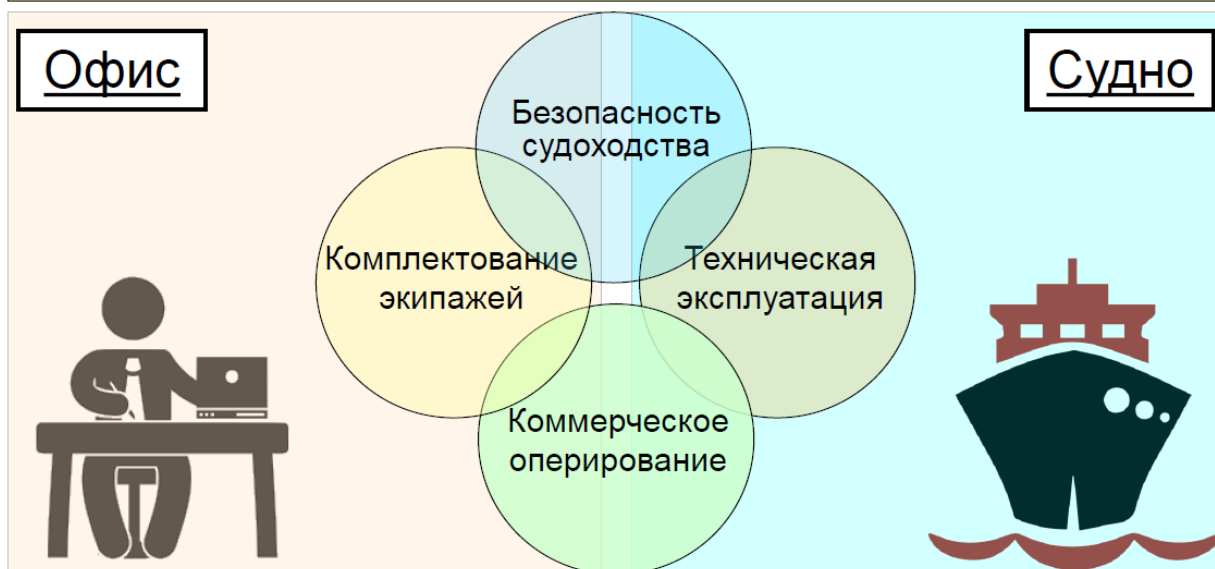 Офис
Судно
Безопасность
судоходства
Комплектование
экипажей
Техническая
эксплуатация
Коммерческое
оперирование